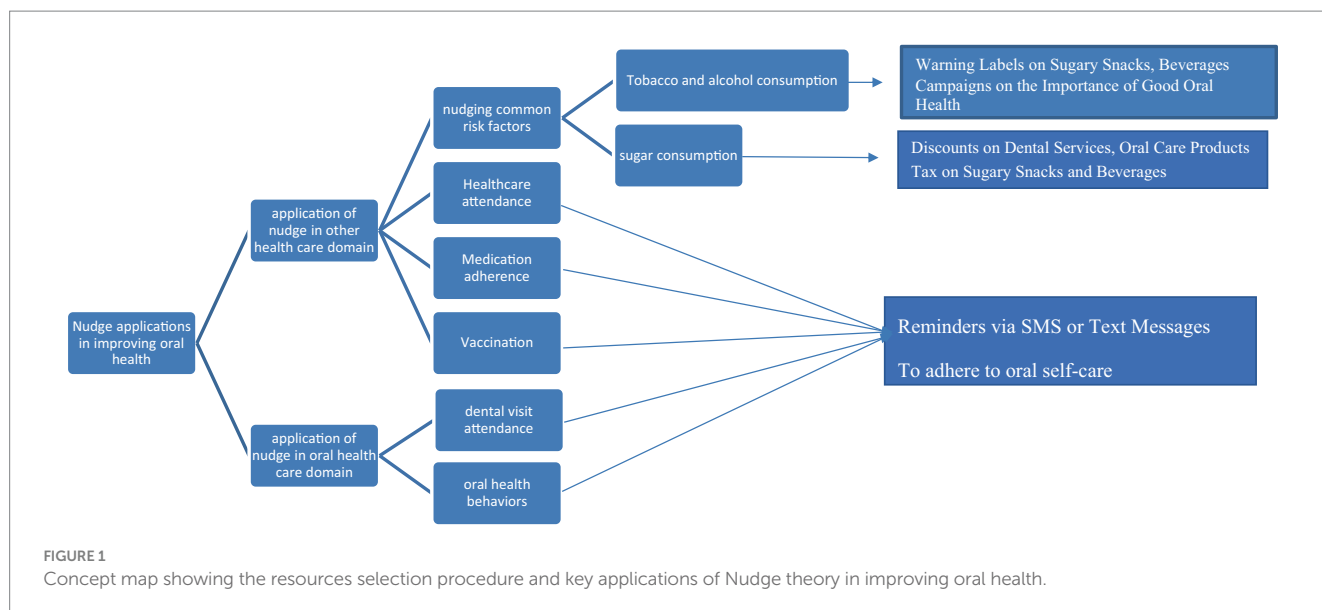 Nudge applications
in improving oral
health
application of
nudge in other
health care domain
application of
nudge in oral health
care domain
nudging common
risk factors
Healthcare
attendance
Medication
adherence
Vaccination
dental visit
attendance
oral health
behaviors
Tobacco and alcohol consumption
sugar consumption
Warning Labels on Sugary Snacks, Beverages
Campaigns on the Importance of Good Oral
Health
Discounts on Dental Services, Oral Care Products
Tax on Sugary Snacks and Beverages
Reminders via SMS or Text Messages
To adhere to oral self-care
FIGURE 1
Concept map showing the resources selection procedure and key applications of Nudge theory in improving oral health.